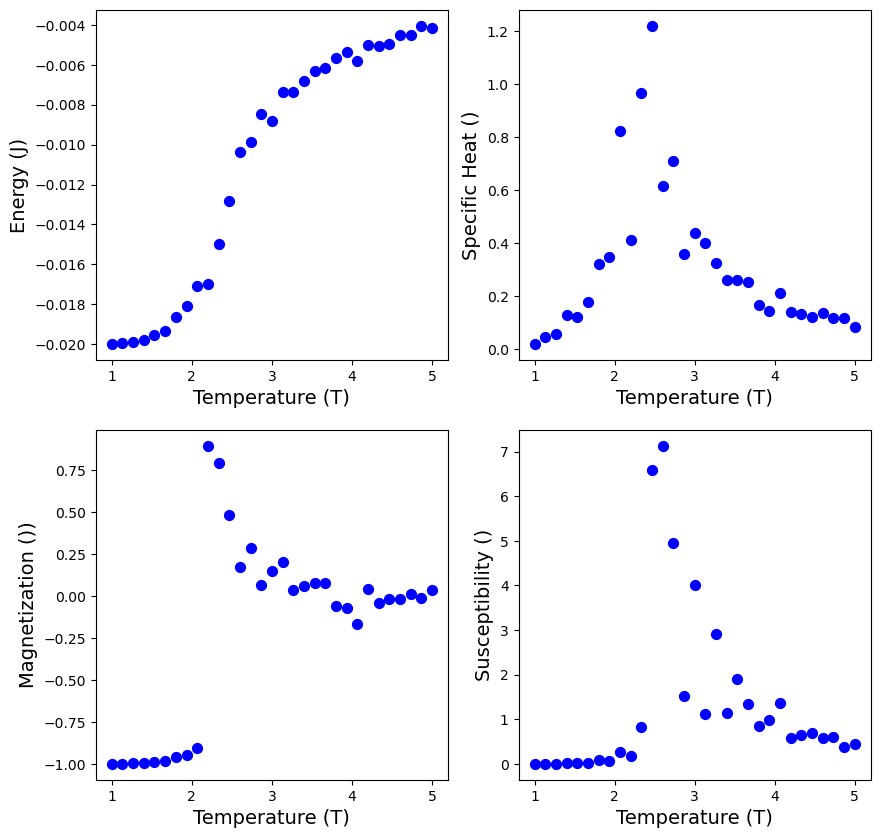 Energy (J)
−0.004
−0.006
−0.008
−0.010
−0.012
−0.014
−0.016
−0.018
−0.020
1 2 3 4 5
Temperature (T)
Specific Heat ()
1.2
1.0
0.8
0.6
0.4
0.2
0.0
1 2 3 4 5
Temperature (T)
Magnetization ())
0.75
0.50
0.25
0.00
−0.25
−0.50
−0.75
−1.00
1 2 3 4 5
Temperature (T)
Susceptibility ()
7
6
5
4
3
2
1
0
1 2 3 4 5
Temperature (T)